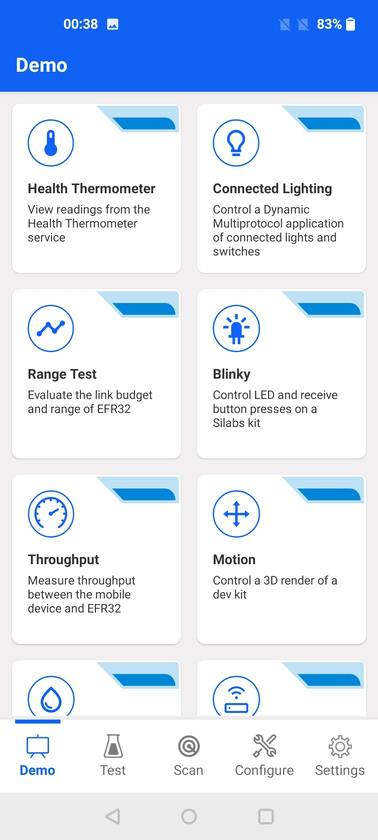 00:38
83%
Demo
Health Thermometer
View readings from the
Health Thermometer
service
Connected Lighting
Control a Dynamic
Multiprotocol application
of connected lights and
switches
Range Test
Evaluate the link budget
and range of EFR32
Blinky
Control LED and receive
button presses on a
Silabs kit
Throughput
Measure throughput
between the mobile
device and EFR32
Motion
Control a 3D render of a
dev kit
Demo
Test
Scan
Configure
Settings